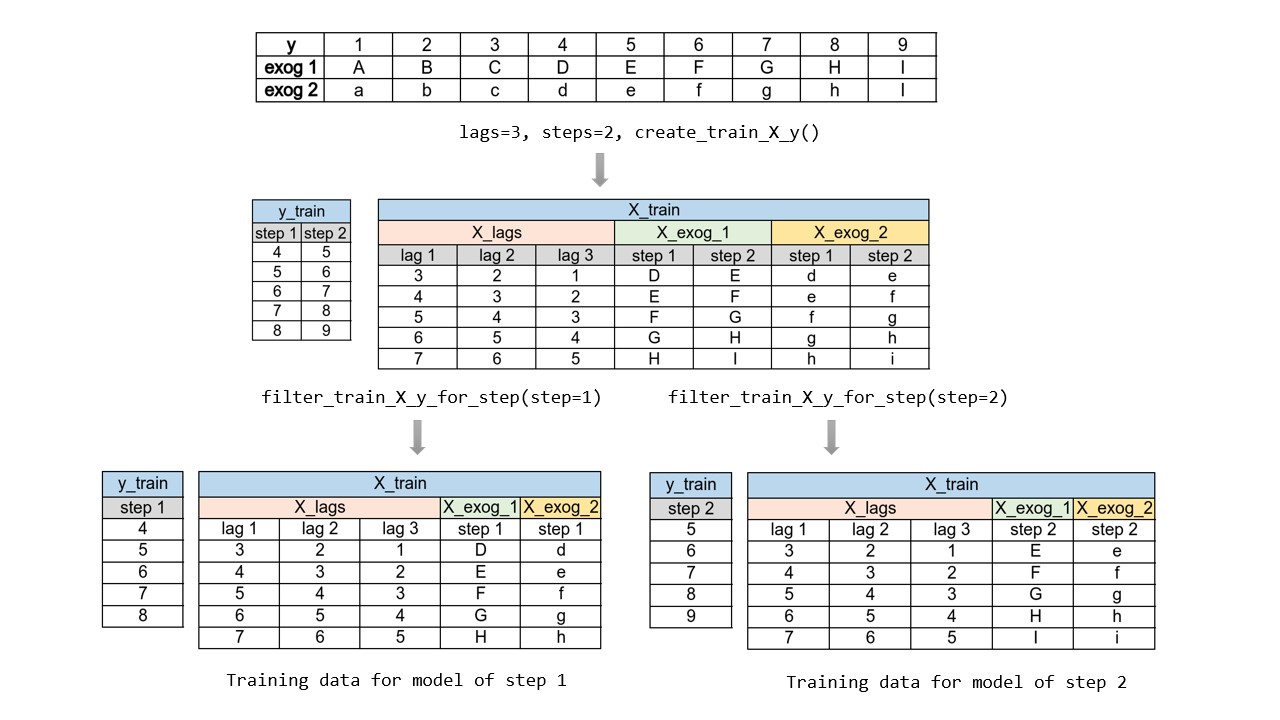 y 1 2 3 4 5 6 7 8 9
exog 1 A B C D E F G H I
exog 2 a b c d e f g h I
lags=3, steps=2, create_train_X_y()
y_train
step 1 step 2
4 5
5 6
6 7
7 8
8 9
X_train
X_lags X_exog_1 X_exog_2
lag 1 lag 2 lag 3 step 1 step 2 step 1 step 2
3 2 1 D E d e
4 3 2 E F e f
5 4 3 F G f g
6 5 4 G H g h
7 6 5 H I h i
filter_train_X_y_for_step(step=1)
filter_train_X_y_for_step(step=2)
y_train
step 1
4
5
6
7
8
X_train
X_lags X_exog_1 X_exog_2
lag 1 lag 2 lag 3 step 1 step 1
3 2 1 D d
4 3 2 E e
5 4 3 F f
6 5 4 G g
7 6 5 H h
Training data for model of step 1
y_train
step 2
5
6
7
8
9
X_train
X_lags X_exog_1 X_exog_2
lag 1 lag 2 lag 3 step 2 step 2
3 2 1 E e
4 3 2 F f
5 4 3 G g
6 5 4 H h
7 6 5 I i
Training data for model of step 2